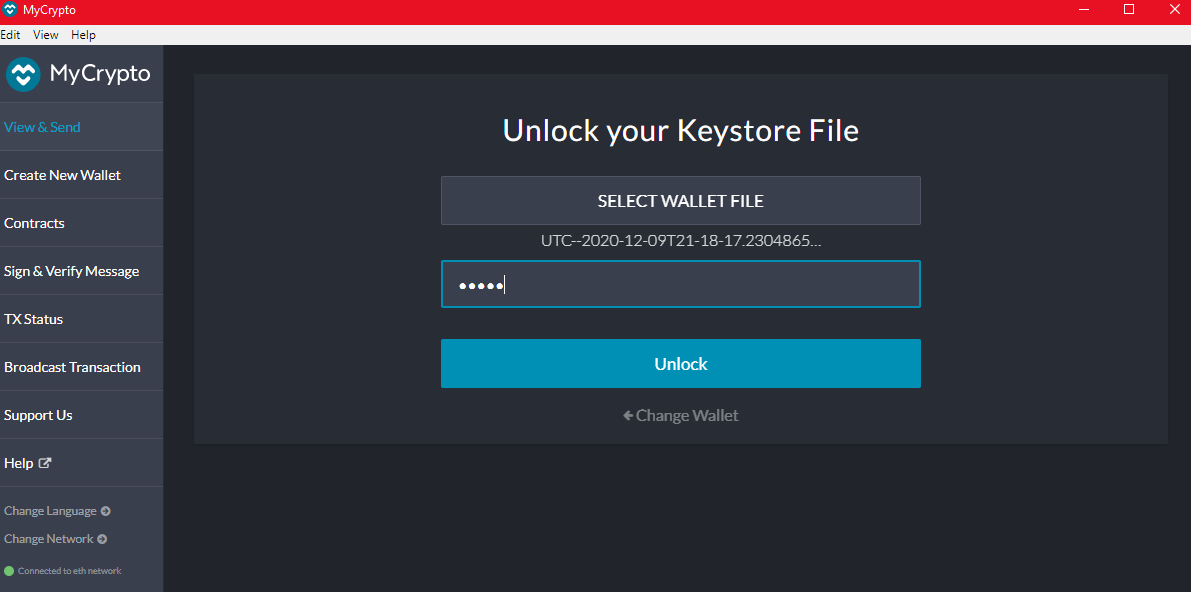 MyCrypto
Edit View Help
MyCrypto
View & Send
Create New Wallet
Contracts
Sign & Verify Message
TX Status
Broadcast Transaction
Support Us
Help
Change Language
Change Network
Connected to eth network
Unlock your Keystore File
SELECT WALLET FILE
UTC--2020-12-09T21-18-17.2304865...
•••••
Unlock
Change Wallet